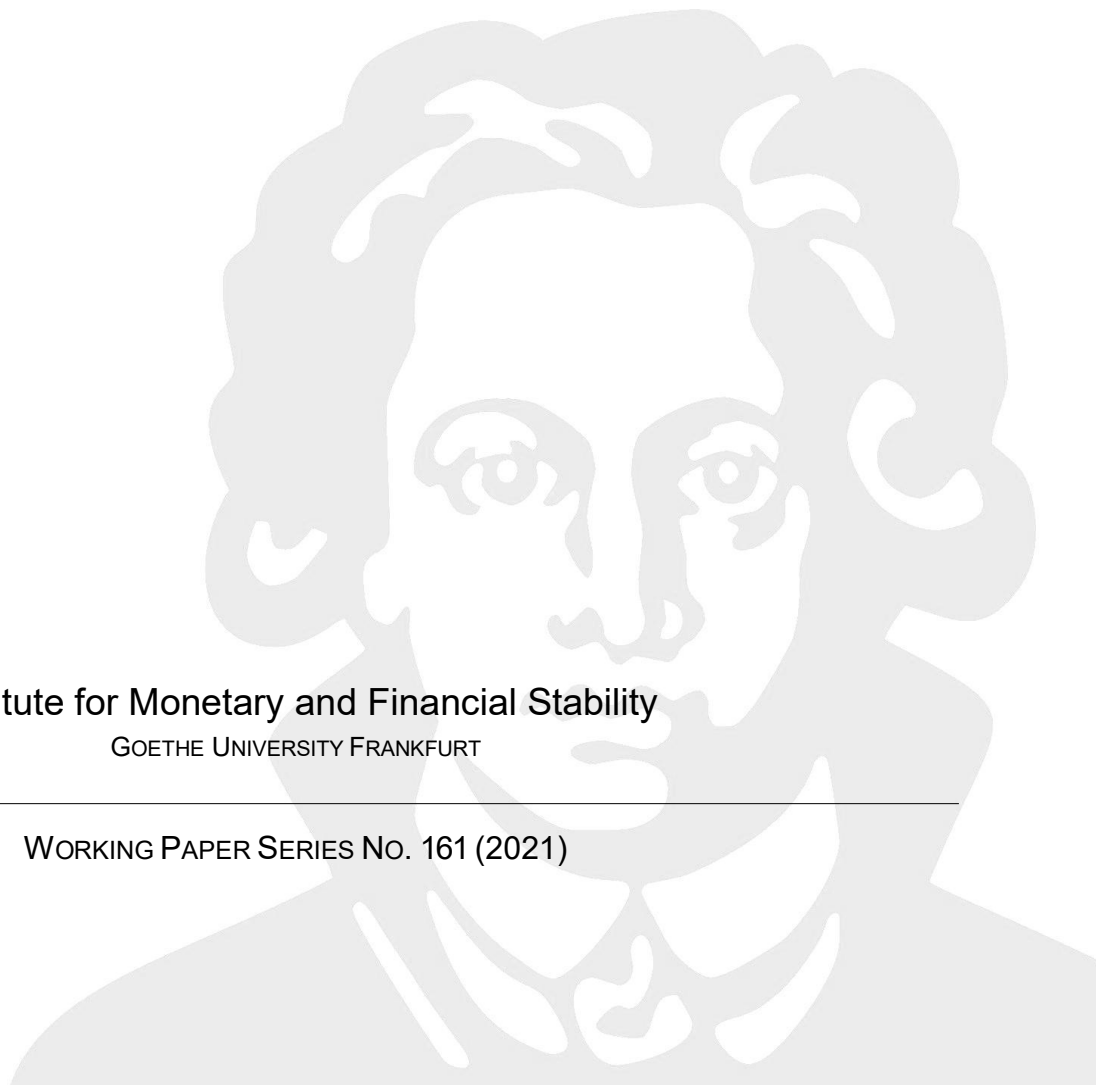 tute for Monetary and Financial Stability
GOETHE UNIVERSITY FRANKFURT
WORKING PAPER SERIES NO. 161 (2021)